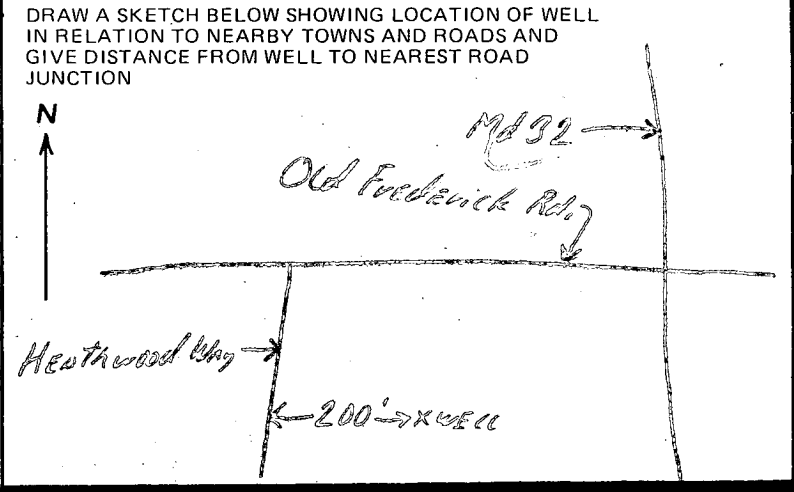 DRAW A SKETCH BELOW SHOWING LOCATION OF WELL
IN RELATION TO NEARBY TOWNS AND ROADS AND
GIVE DISTANCE FROM WELL TO NEAREST ROAD
JUNCTION
N
Md 32
Old Frederick Rd.
Heathwood Way
200' X WELL